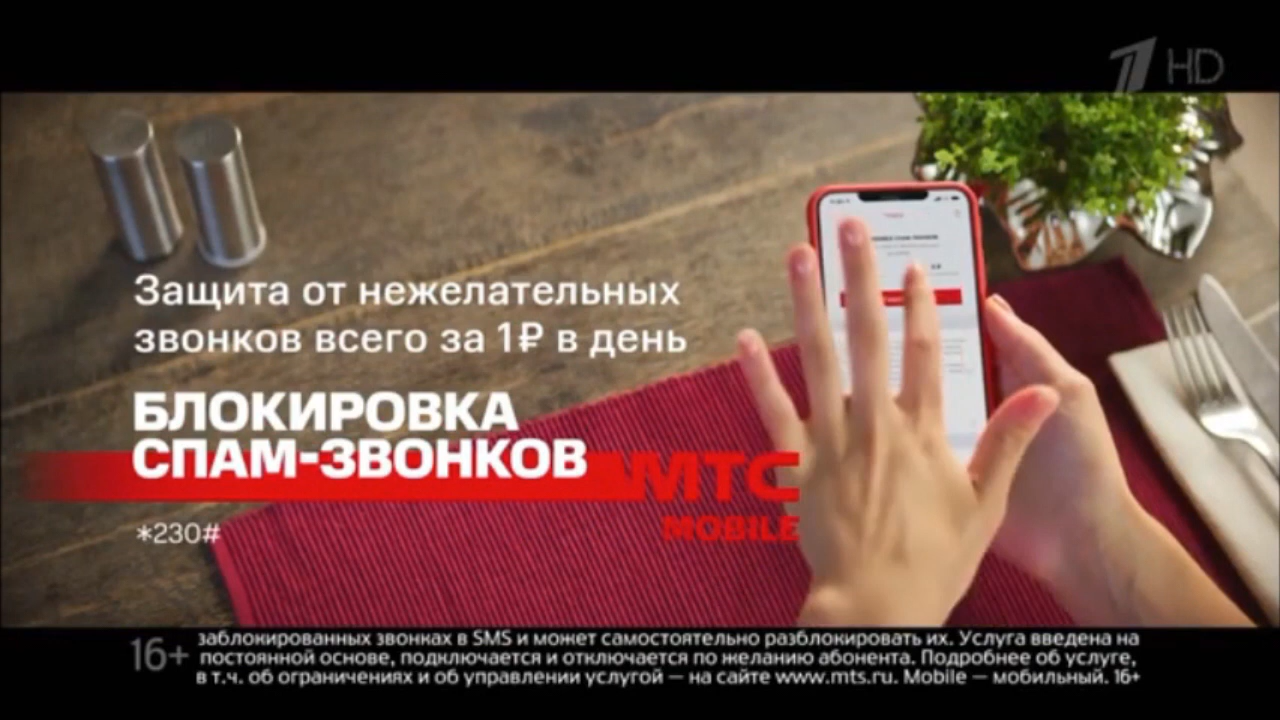 HD
Защита от нежелательных
звонков всего за 1₽ в день
БЛОКИРОВКА
СПАМ-ЗВОНКОВ
МТС
MOBILE
*230#
16+
заблокированных звонках в SMS и может самостоятельно разблокировать их. Услуга введена на
постоянной основе, подключается и отключается по желанию абонента. Подробнее об услуге,
в т.ч. об ограничениях и об управлении услугой — на сайте www.mts.ru. Mobile — мобильный. 16+